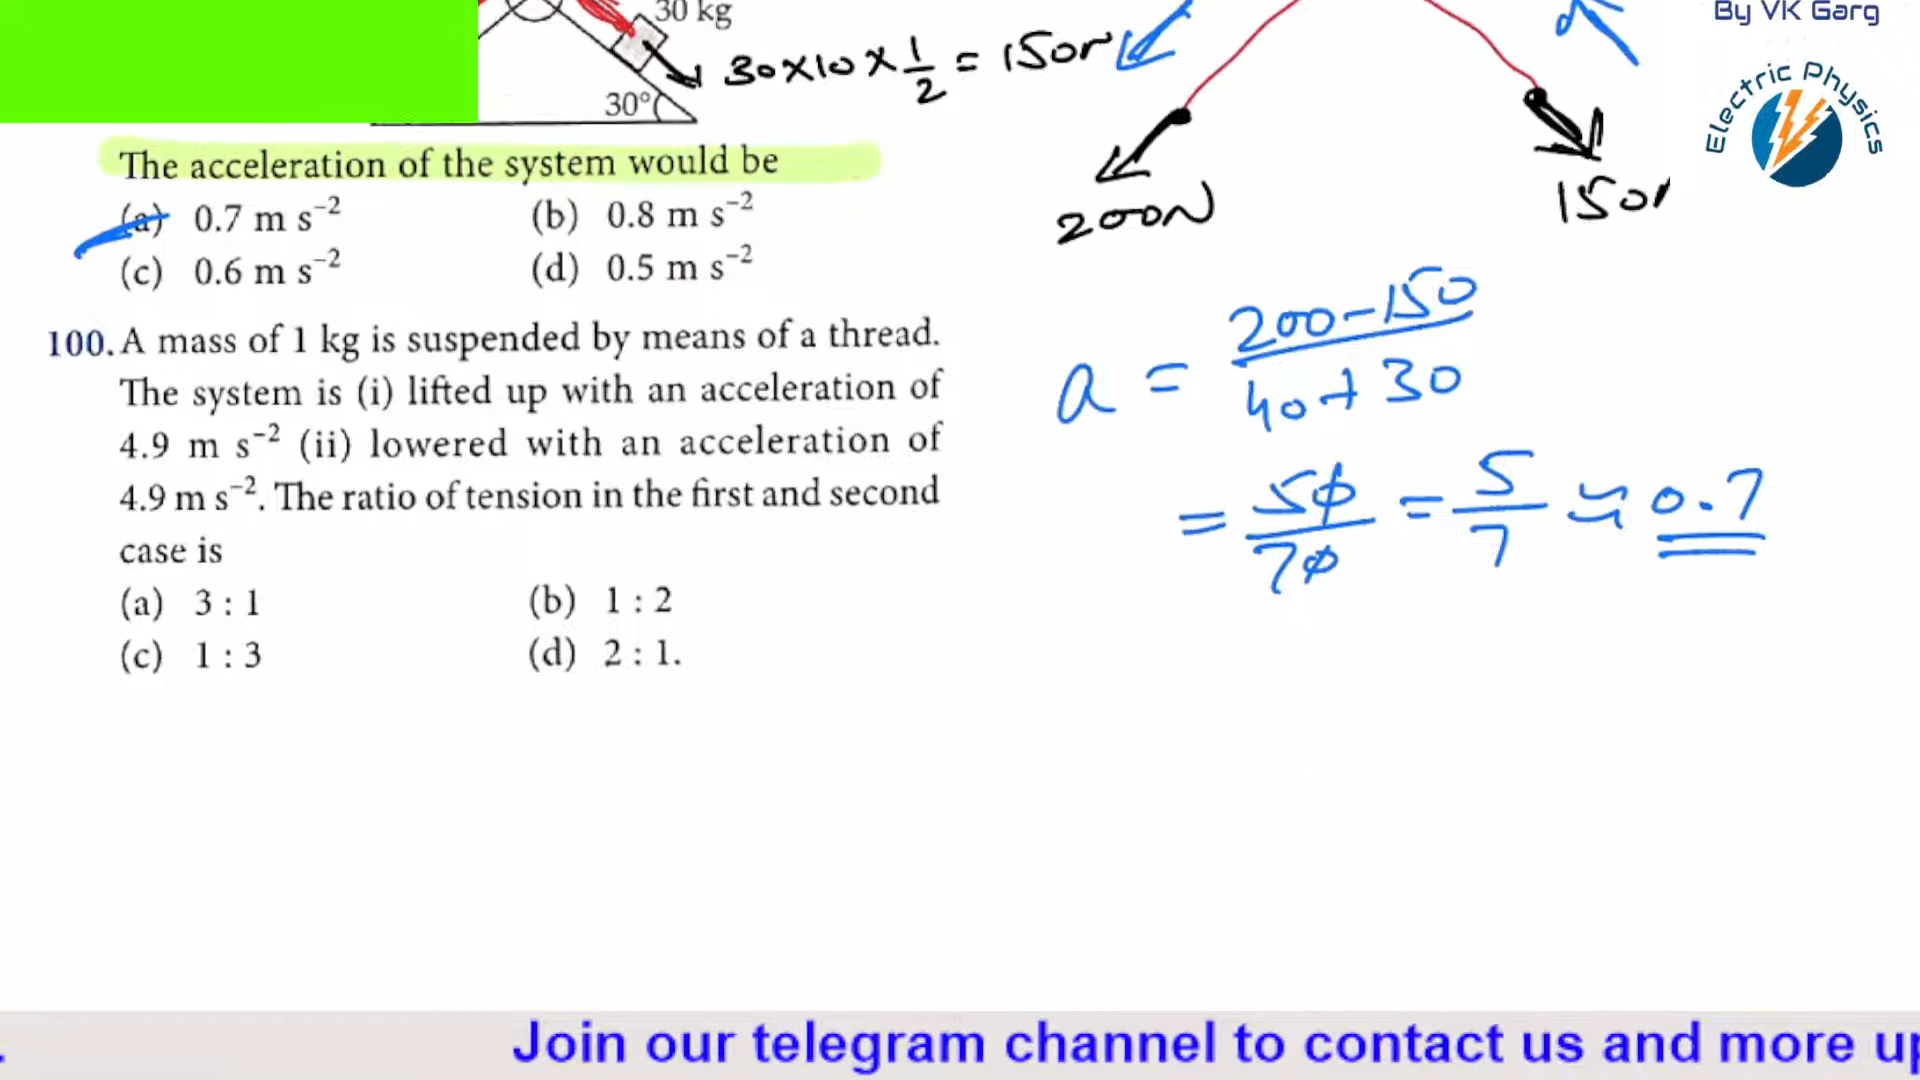 30 kg
By VK Garg
30×10×1/2 = 150N
30°
Electric Physics
200N
150
The acceleration of the system would be
(a) 0.7 m s⁻²
(b) 0.8 m s⁻²
(c) 0.6 m s⁻²
(d) 0.5 m s⁻²
a = 200-150/40+30
= 50/70 = 5/7 ≈ 0.7
100. A mass of 1 kg is suspended by means of a thread.
The system is (i) lifted up with an acceleration of
4.9 m s⁻² (ii) lowered with an acceleration of
4.9 m s⁻². The ratio of tension in the first and second
case is
(a) 3 : 1
(b) 1 : 2
(c) 1 : 3
(d) 2 : 1.
Join our telegram channel to contact us and more